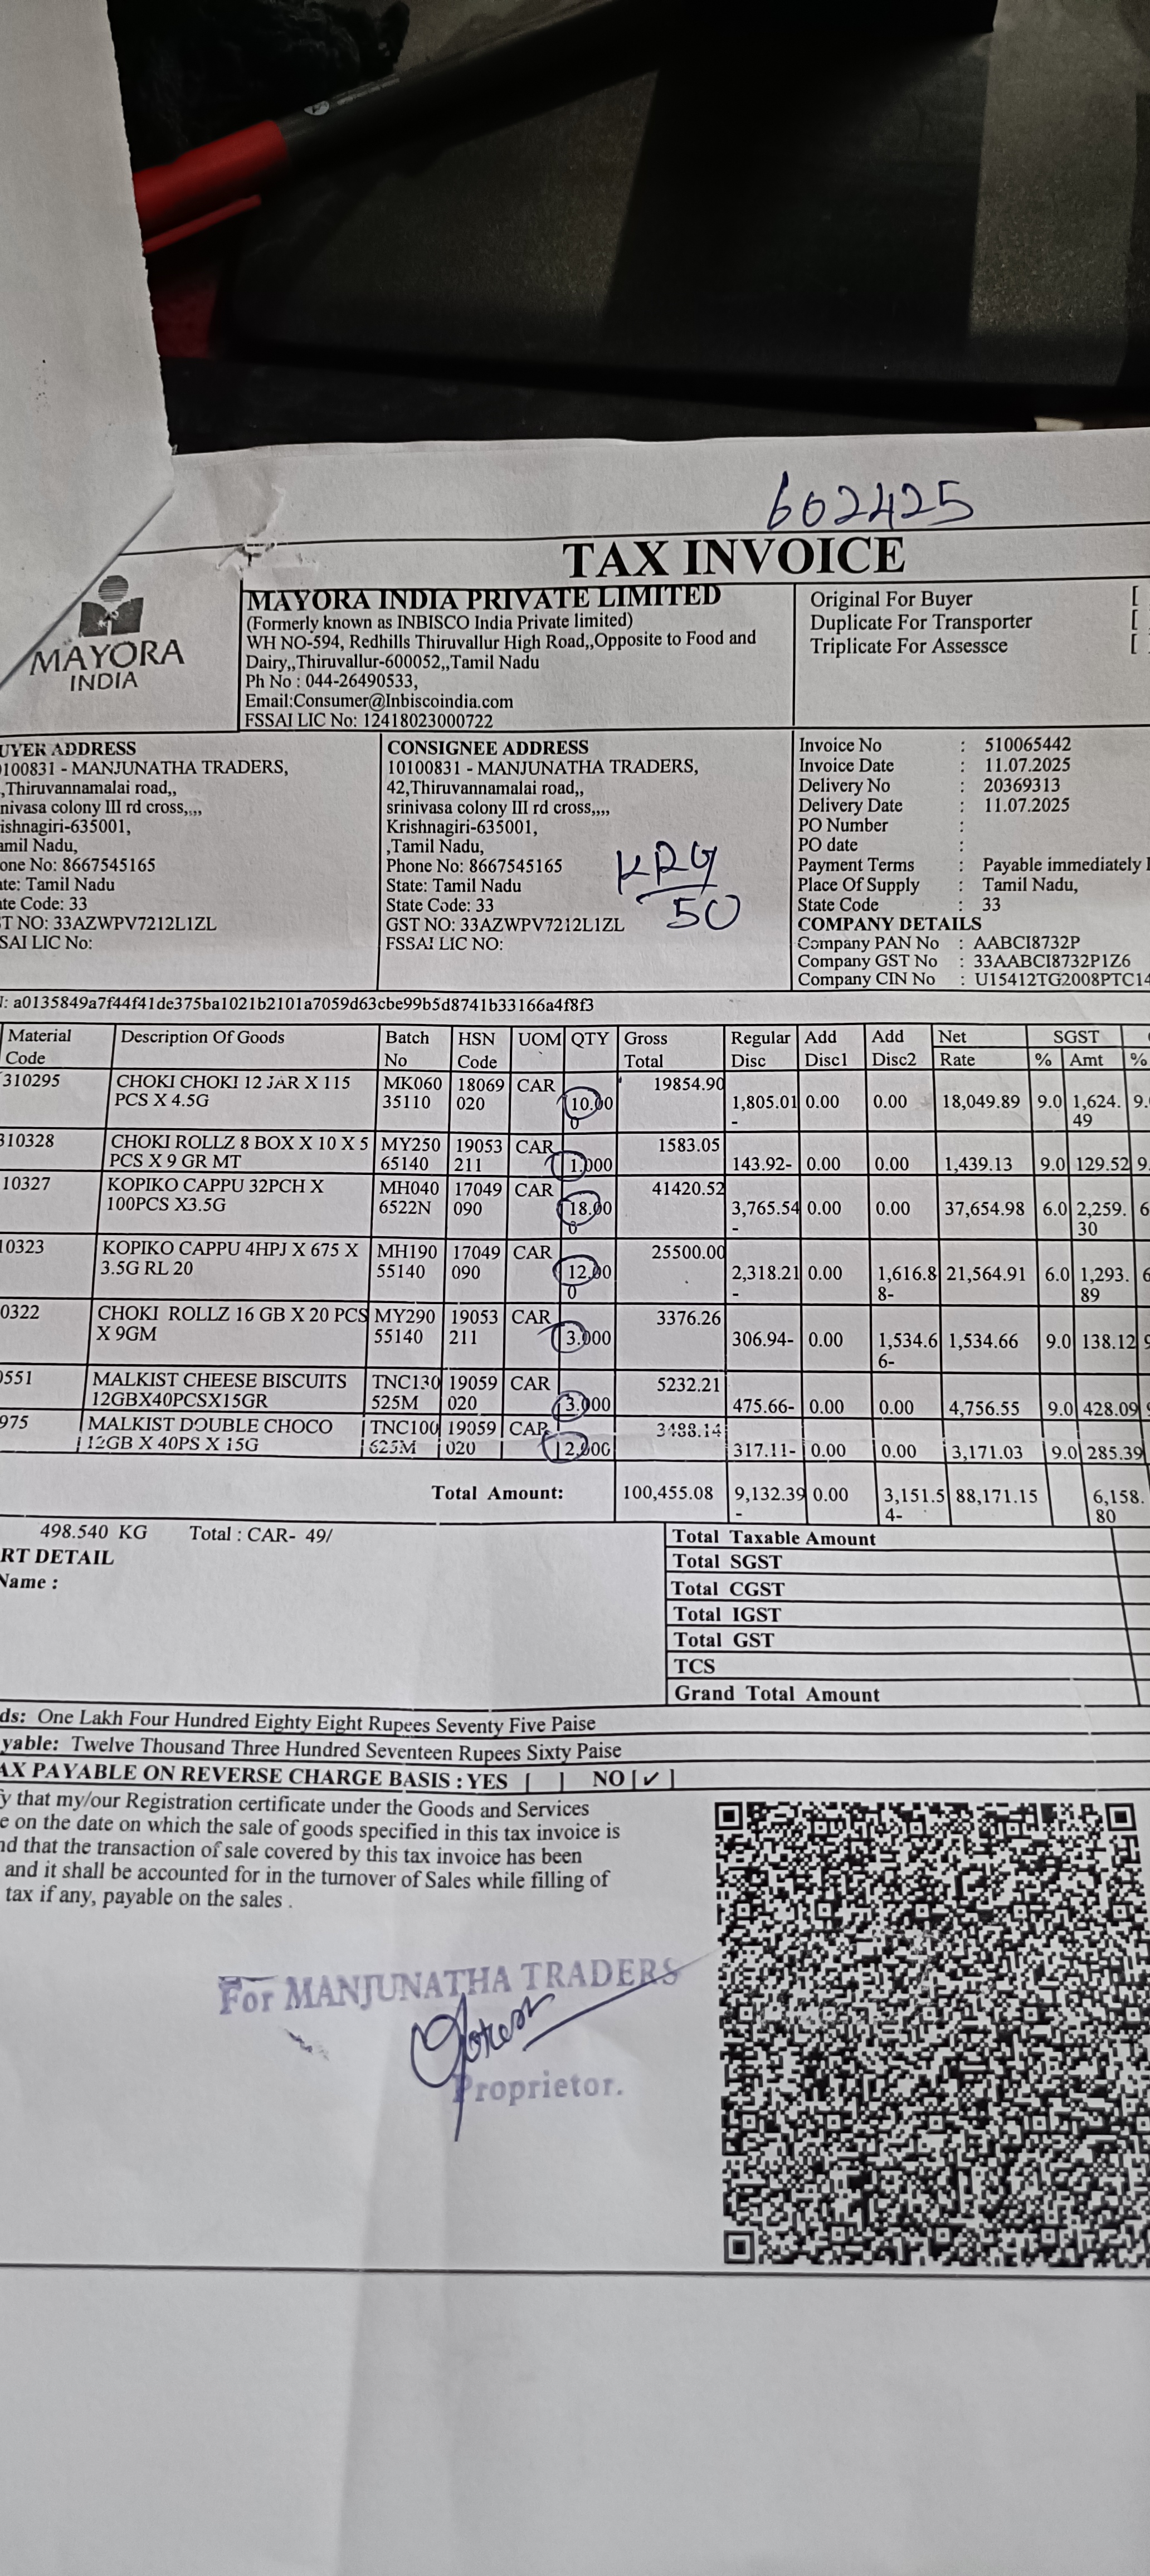 602425
TAX INVOICE
MAYORA
INDIA
MAYORA INDIA PRIVATE LIMITED
(Formerly known as INBISCO India Private limited)
WH NO-594, Redhills Thiruvallur High Road,,Opposite to Food and
Dairy,,Thiruvallur-600052,,Tamil Nadu
Ph No : 044-26490533,
Email:Consumer@Inbiscoindia.com
FSSAI LIC No: 12418023000722
Original For Buyer [
Duplicate For Transporter [
Triplicate For Assessce [
UYER ADDRESS
0100831 - MANJUNATHA TRADERS,
,Thiruvannamalai road,,
nivasa colony III rd cross,,,,
ishnagiri-635001,
amil Nadu,
one No: 8667545165
te: Tamil Nadu
te Code: 33
T NO: 33AZWPV7212L1ZL
SAI LIC No:
CONSIGNEE ADDRESS
10100831 - MANJUNATHA TRADERS,
42,Thiruvannamalai road,,
srinivasa colony III rd cross,,,,
Krishnagiri-635001,
,Tamil Nadu,
Phone No: 8667545165
State: Tamil Nadu
State Code: 33
GST NO: 33AZWPV7212L1ZL
FSSAI LIC NO:
KRG
50
Invoice No : 510065442
Invoice Date : 11.07.2025
Delivery No : 20369313
Delivery Date : 11.07.2025
PO Number :
PO date :
Payment Terms : Payable immediately
Place Of Supply : Tamil Nadu,
State Code : 33
COMPANY DETAILS
Company PAN No : AABCI8732P
Company GST No : 33AABCI8732P1Z6
Company CIN No : U15412TG2008PTC14
: a0135849a7f44f41de375ba1021b2101a7059d63cbe99b5d8741b33166a4f8f3
Material Description Of Goods Batch HSN UOM QTY Gross Regular Add Add Net SGST
Code No Code Total Disc Disc1 Disc2 Rate % Amt %
310295 CHOKI CHOKI 12 JAR X 115 MK060 18069 CAR 19854.90
PCS X 4.5G 35110 020 10.00 1,805.01 0.00 0.00 18,049.89 9.0 1,624. 9.
0 - 49
310328 CHOKI ROLLZ 8 BOX X 10 X 5 MY250 19053 CAR 1583.05
PCS X 9 GR MT 65140 211 1.000 143.92- 0.00 0.00 1,439.13 9.0 129.52 9
10327 KOPIKO CAPPU 32PCH X MH040 17049 CAR 41420.52
100PCS X3.5G 6522N 090 18.00 3,765.54 0.00 0.00 37,654.98 6.0 2,259. 6
0 - 30
0323 KOPIKO CAPPU 4HPJ X 675 X MH190 17049 CAR 25500.00
3.5G RL 20 55140 090 12.00 2,318.21 0.00 1,616.8 21,564.91 6.0 1,293. 6
0 - 8- 89
0322 CHOKI ROLLZ 16 GB X 20 PCS MY290 19053 CAR 3376.26
X 9GM 55140 211 3.000 306.94- 0.00 1,534.6 1,534.66 9.0 138.12 9
6-
0551 MALKIST CHEESE BISCUITS TNC130 19059 CAR 5232.21
12GBX40PCSX15GR 525M 020 3.000 475.66- 0.00 0.00 4,756.55 9.0 428.09 9
975 MALKIST DOUBLE CHOCO TNC100 19059 CAR 3488.14
12GB X 40PS X 15G 625M 020 2.000 317.11- 0.00 0.00 3,171.03 9.0 285.39
Total Amount: 100,455.08 9,132.39 0.00 3,151.5 88,171.15 6,158.
- 4- 80
498.540 KG Total : CAR- 49/
RT DETAIL
Name :
Total Taxable Amount
Total SGST
Total CGST
Total IGST
Total GST
TCS
Grand Total Amount
ds: One Lakh Four Hundred Eighty Eight Rupees Seventy Five Paise
yable: Twelve Thousand Three Hundred Seventeen Rupees Sixty Paise
AX PAYABLE ON REVERSE CHARGE BASIS : YES [ ] NO [✓]
fy that my/our Registration certificate under the Goods and Services
e on the date on which the sale of goods specified in this tax invoice is
nd that the transaction of sale covered by this tax invoice has been
and it shall be accounted for in the turnover of Sales while filling of
tax if any, payable on the sales .
For MANJUNATHA TRADERS
Proprietor.